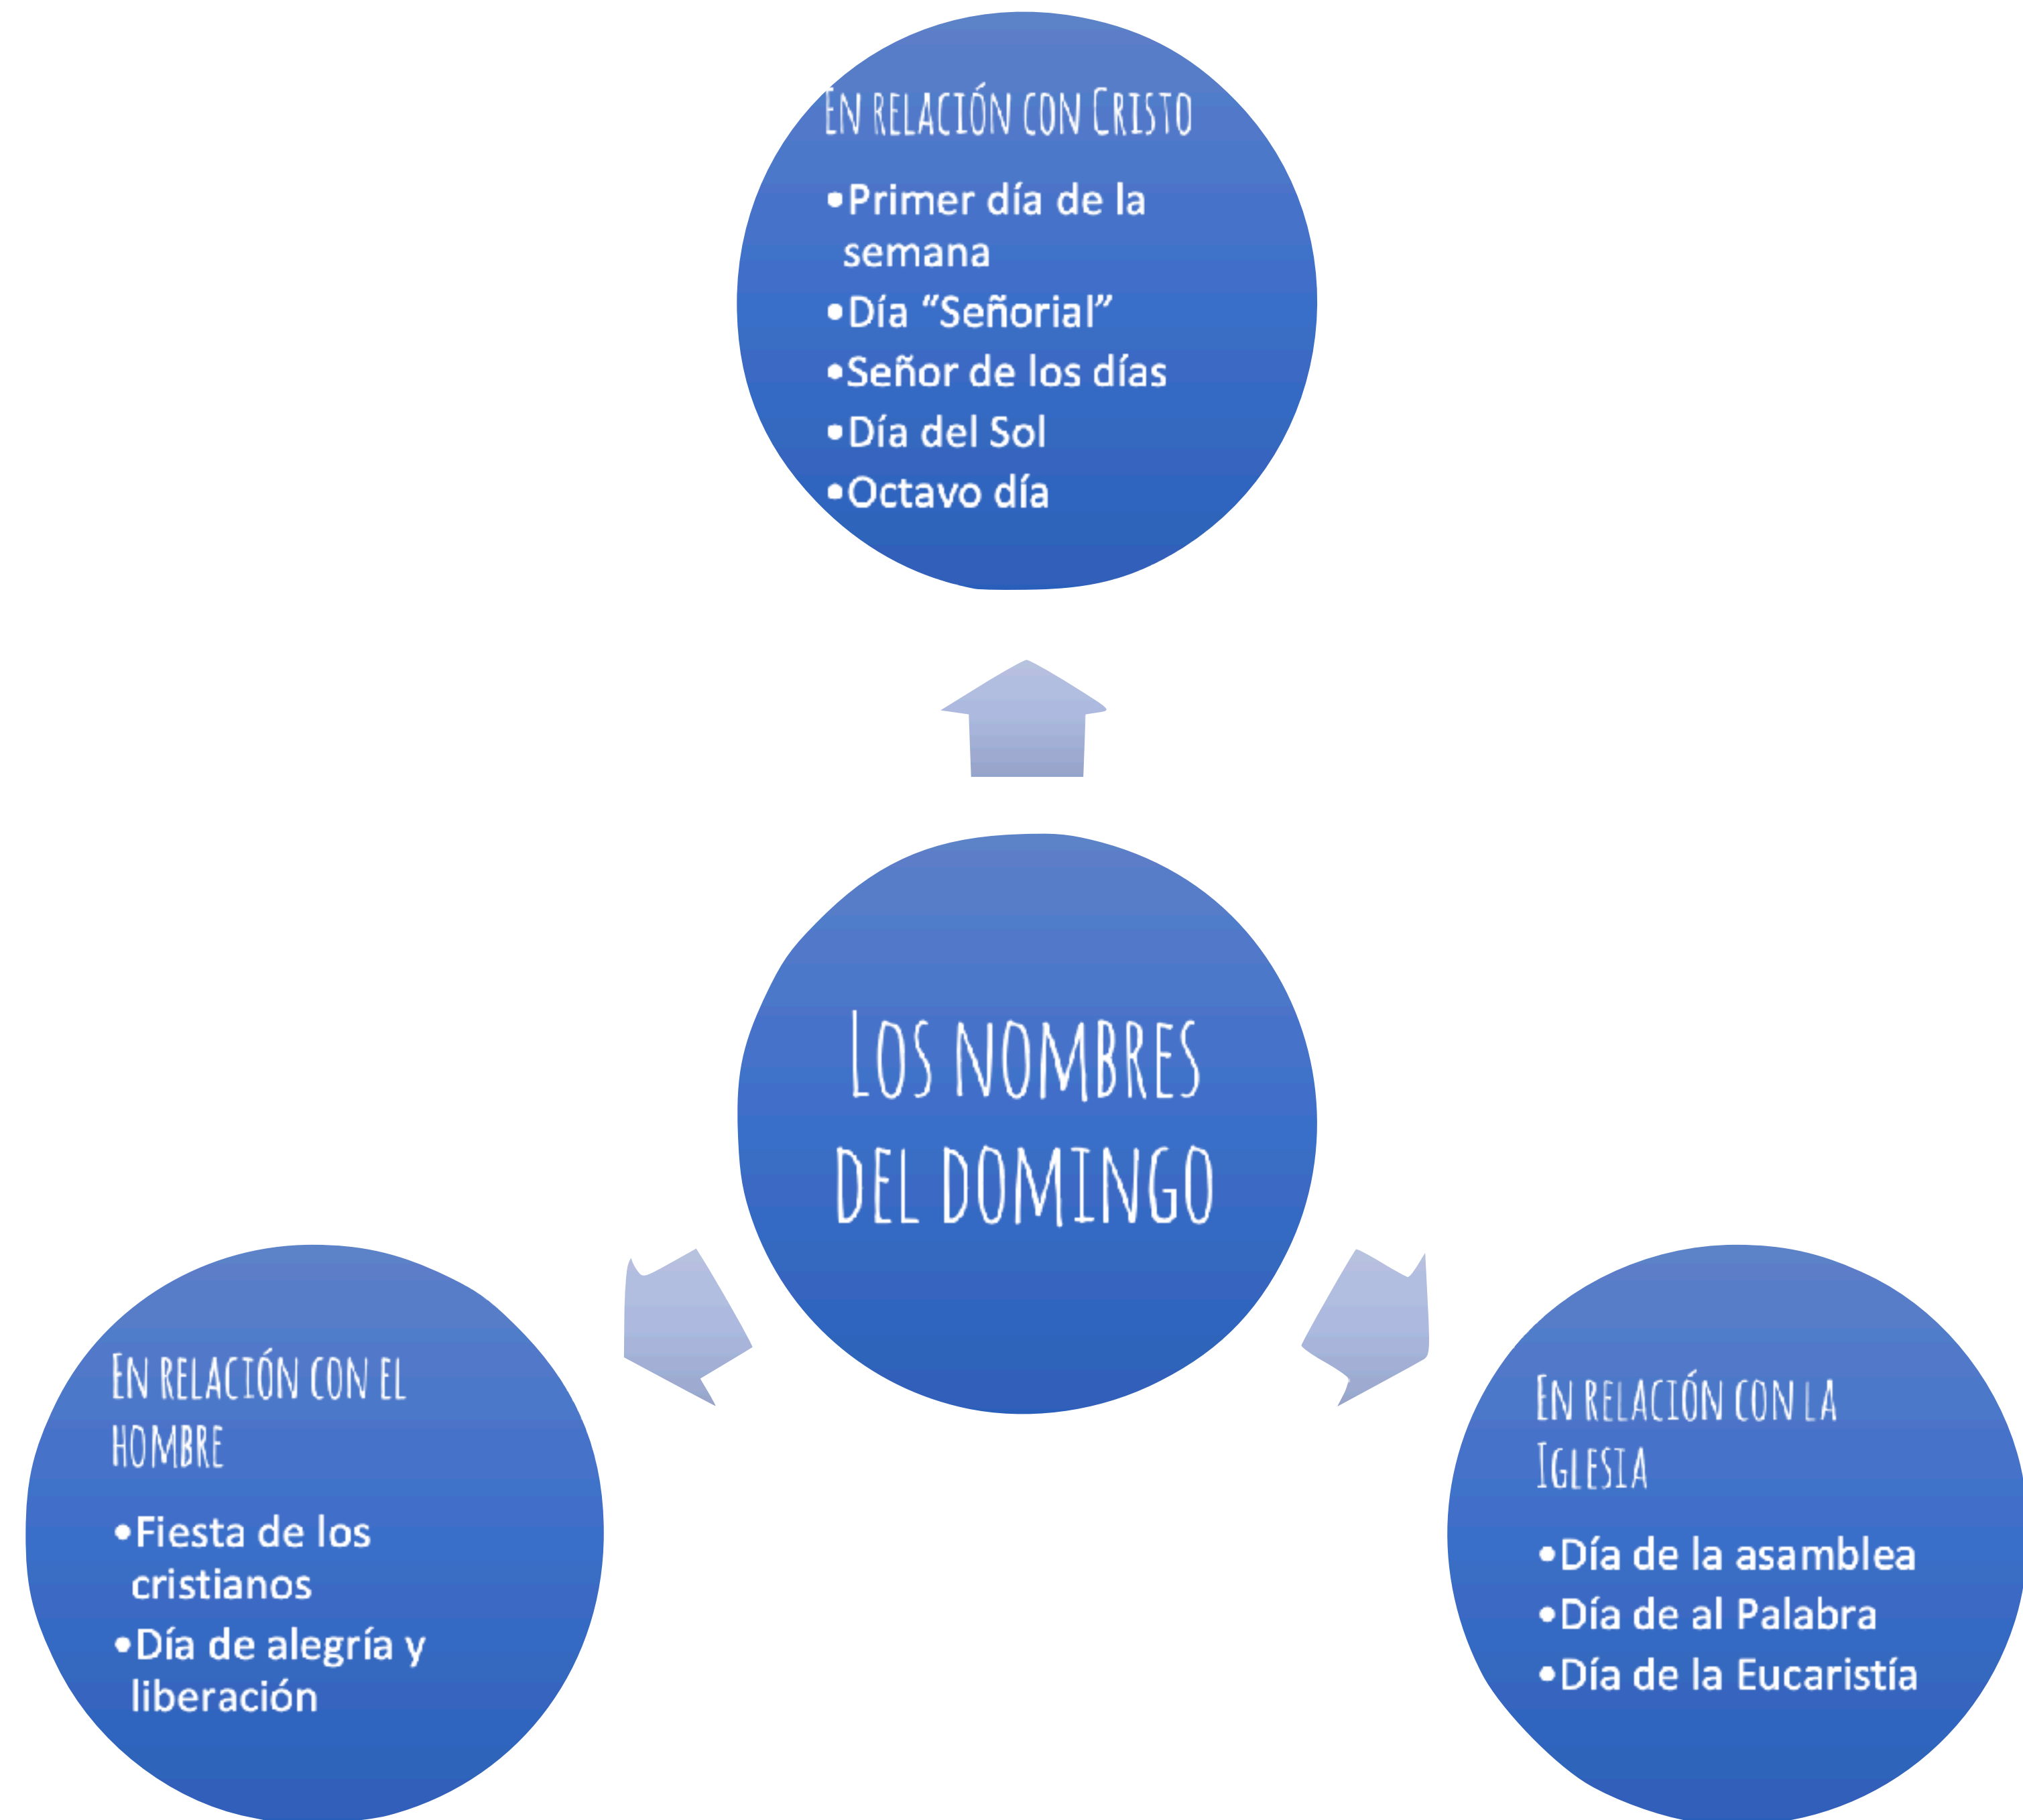 En relación con Cristo
•Primer día de la
semana
•Día “Señorial”
•Señor de los días
•Día del Sol
•Octavo día
Los nombres
del domingo
En relación con el
hombre
•Fiesta de los
cristianos
•Día de alegría y
liberación
En relación con la
Iglesia
•Día de la asamblea
•Día de al Palabra
•Día de la Eucaristía